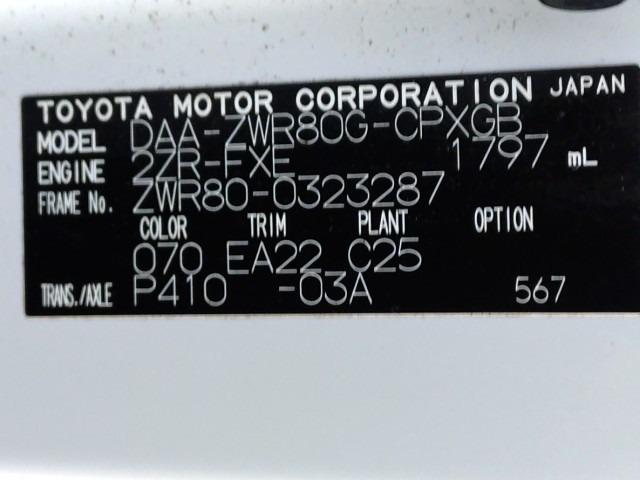 TOYOTA MOTOR CORPORATION JAPAN
MODEL DAA-ZWR80G-CPXGB
ENGINE 2ZR-FXE 1797 mL
FRAME No. ZWR80-0323287
COLOR TRIM PLANT OPTION
070 EA22 C25
TRANS./AXLE P410 -03A 567